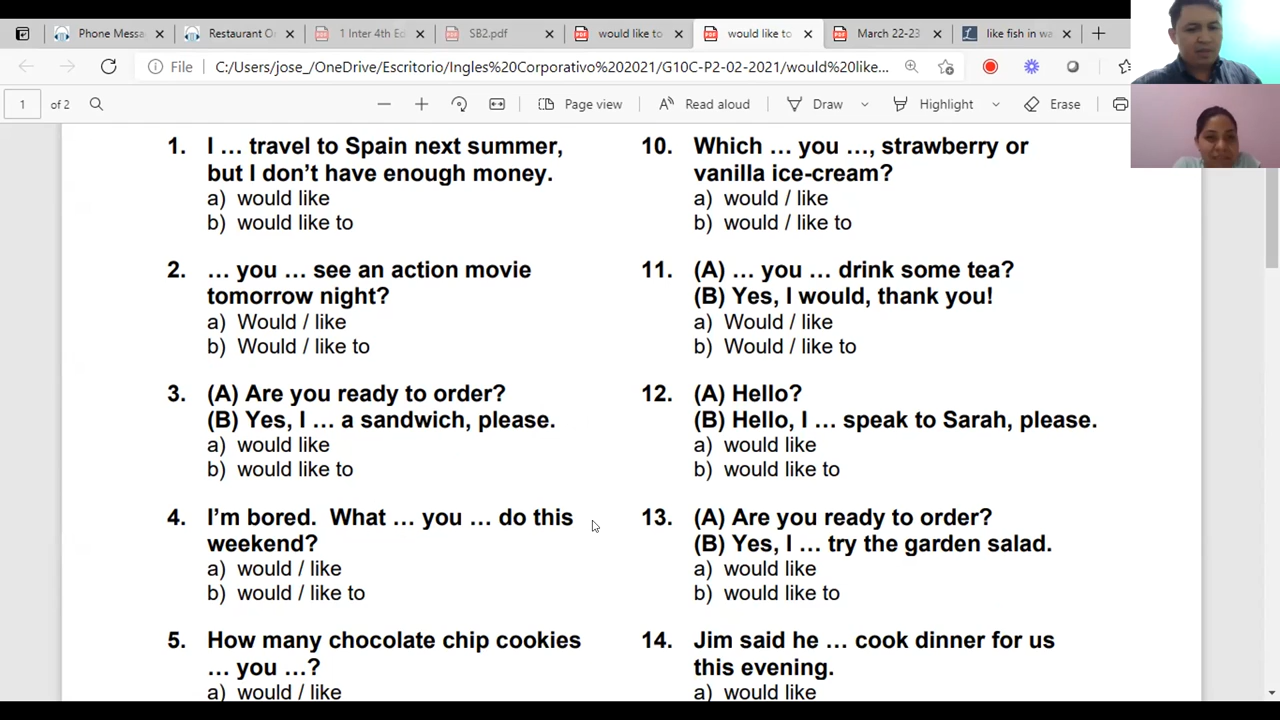 Phone Messa
Restaurant Or
1 Inter 4th Ed
SB2.pdf
would like to
would like to
March 22-23
like fish in wa
File
C:/Users/jose_/OneDrive/Escritorio/Ingles%20Corporativo%202021/G10C-P2-02-2021/would%20like...
1 of 2
Page view
Read aloud
Draw
Highlight
Erase
1. I … travel to Spain next summer,
but I don’t have enough money.
a) would like
b) would like to
2. … you … see an action movie
tomorrow night?
a) Would / like
b) Would / like to
3. (A) Are you ready to order?
(B) Yes, I … a sandwich, please.
a) would like
b) would like to
4. I’m bored. What … you … do this
weekend?
a) would / like
b) would / like to
5. How many chocolate chip cookies
… you …?
a) would / like
10. Which … you …, strawberry or
vanilla ice-cream?
a) would / like
b) would / like to
11. (A) … you … drink some tea?
(B) Yes, I would, thank you!
a) Would / like
b) Would / like to
12. (A) Hello?
(B) Hello, I … speak to Sarah, please.
a) would like
b) would like to
13. (A) Are you ready to order?
(B) Yes, I … try the garden salad.
a) would like
b) would like to
14. Jim said he … cook dinner for us
this evening.
a) would like